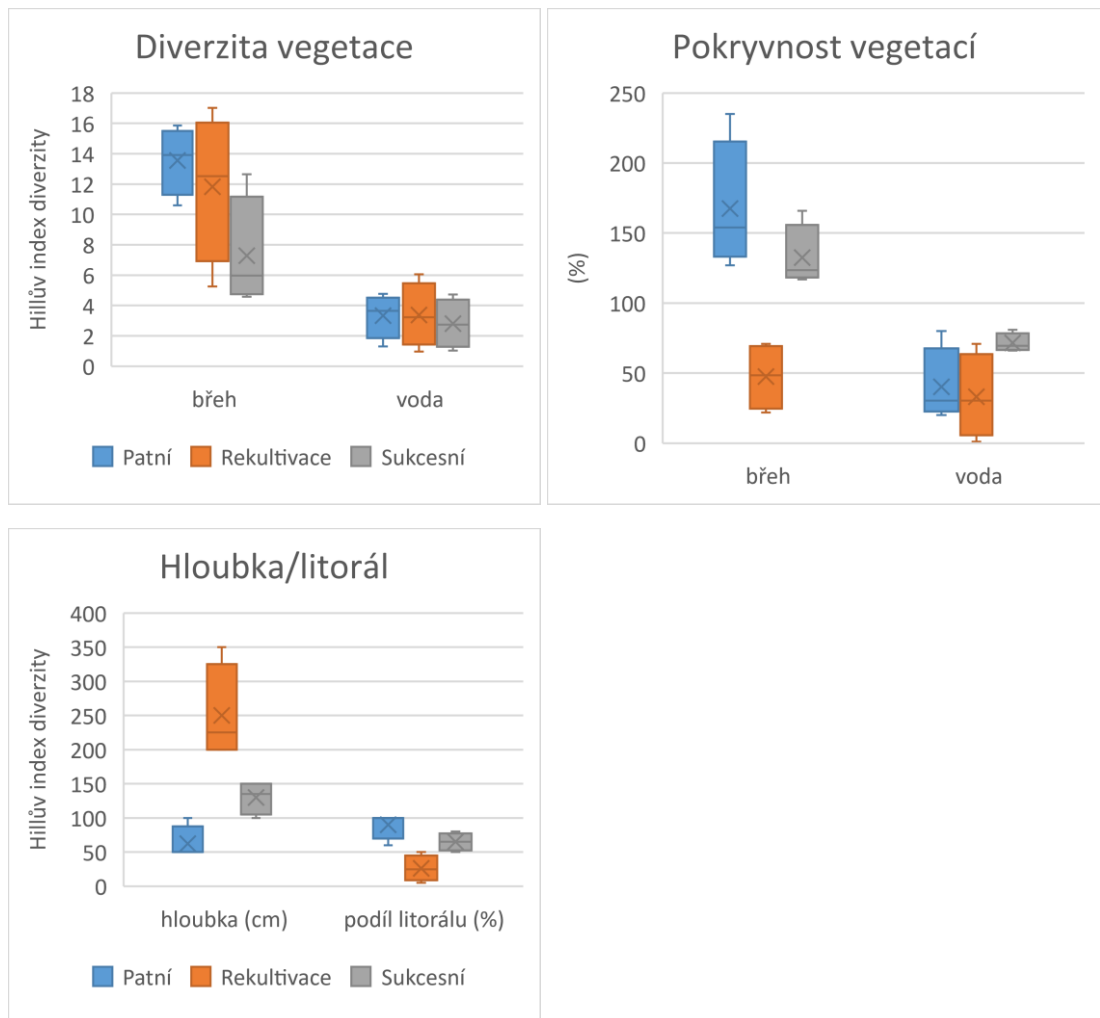 Diverzita vegetace
Hillův index diverzity
18
16
14
12
10
8
6
4
2
0
břeh voda
Patní Rekultivace Sukcesní
Pokryvnost vegetací
(%)
250
200
150
100
50
0
břeh voda
Hloubka/litorál
Hillův index diverzity
400
350
300
250
200
150
100
50
0
hloubka (cm) podíl litorálu (%)
Patní Rekultivace Sukcesní